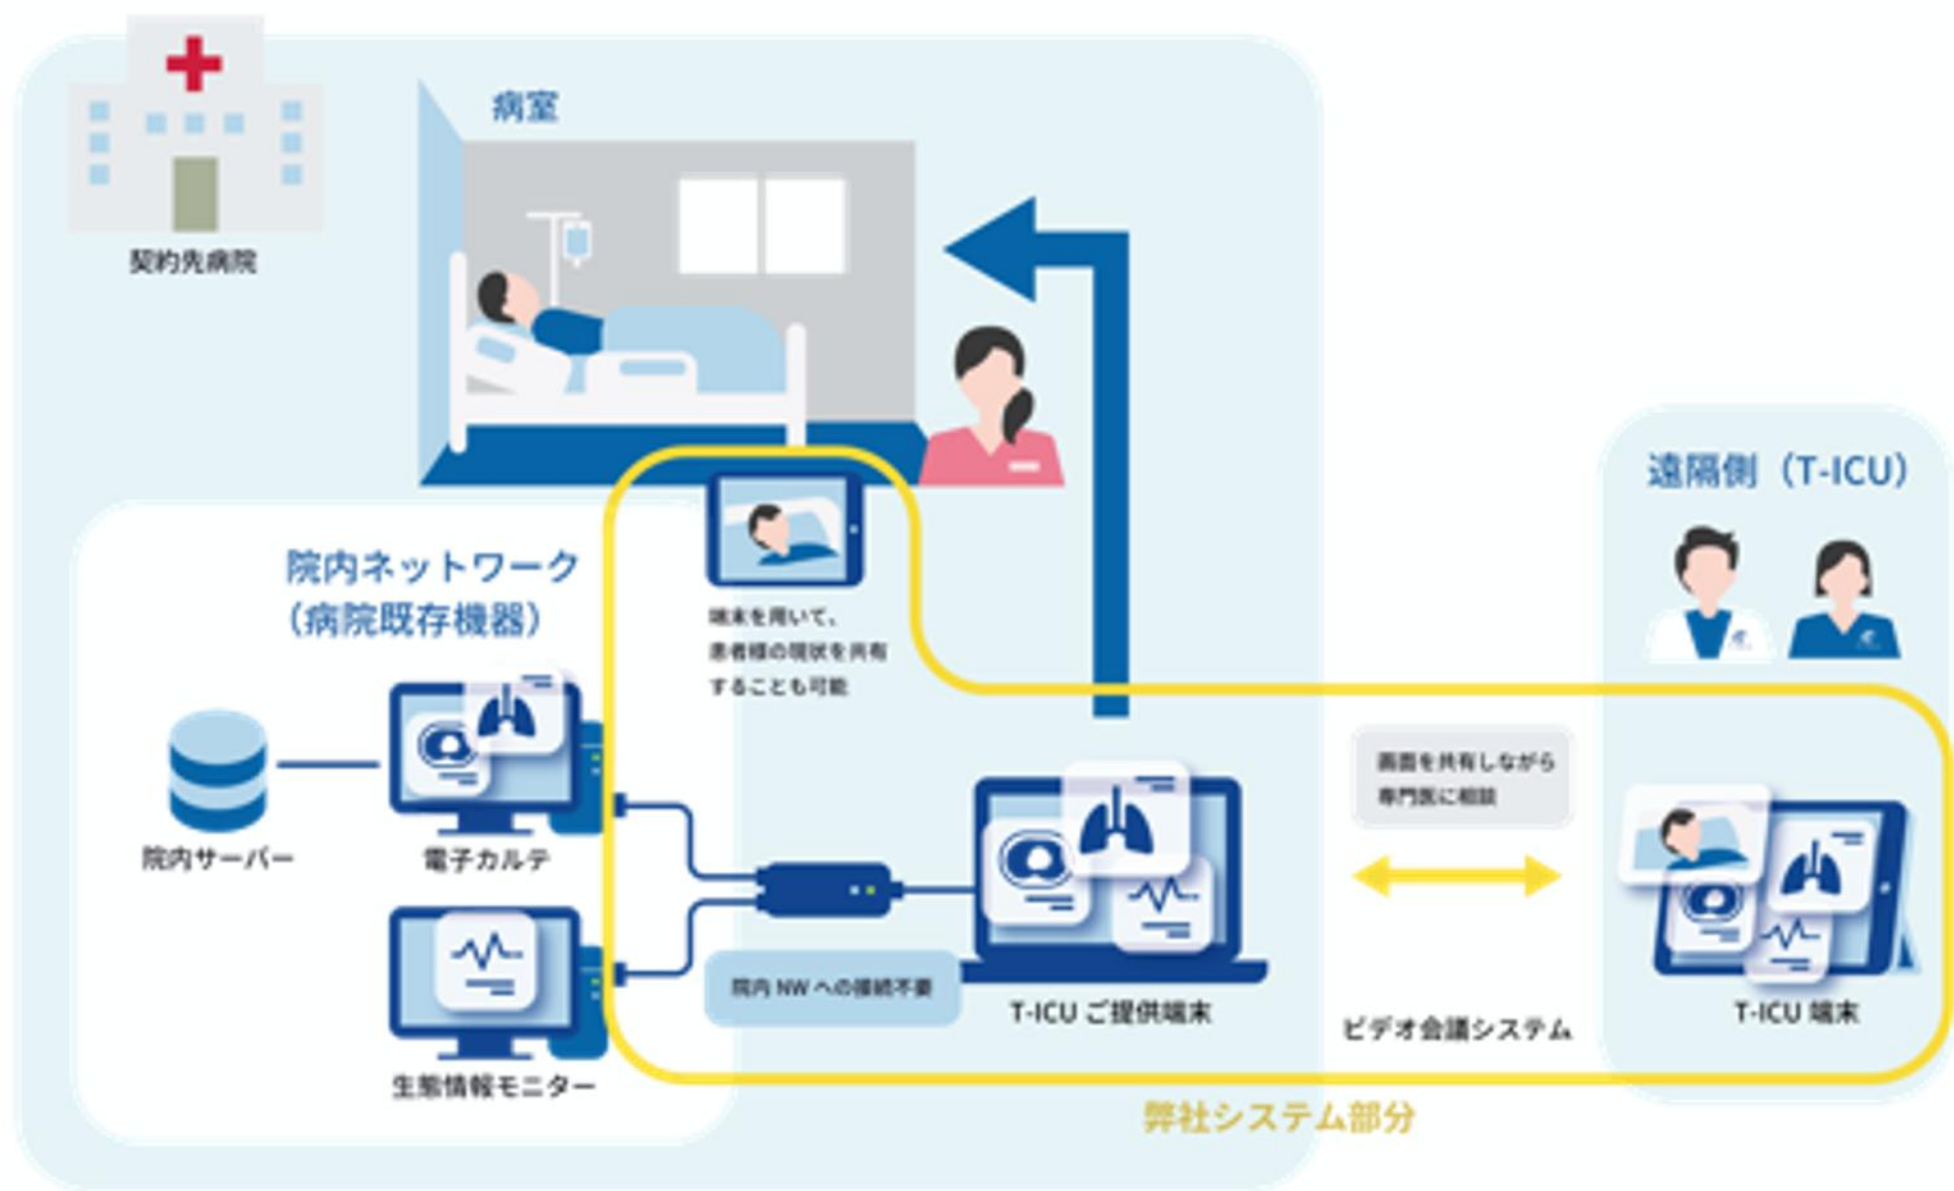 契約先病院
病室
遠隔側（T-ICU）
院内ネットワーク
（病院既存機器）
端末を用いて、
患者様の現状を共有
することも可能
画面を共有しながら
専門医に相談
院内サーバー
電子カルテ
院内 NW への接続不要
T-ICU ご提供端末
ビデオ会議システム
T-ICU 端末
生態情報モニター
弊社システム部分